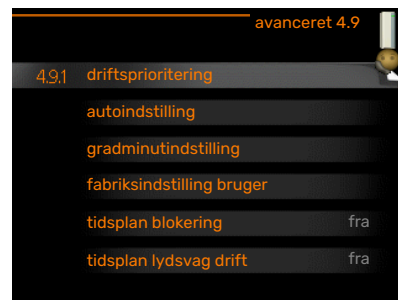 avanceret 4.9
4.9.1 driftsprioritering
autoindstilling
gradminutindstilling
fabriksindstilling bruger
tidsplan blokering fra
tidsplan lydsvag drift fra